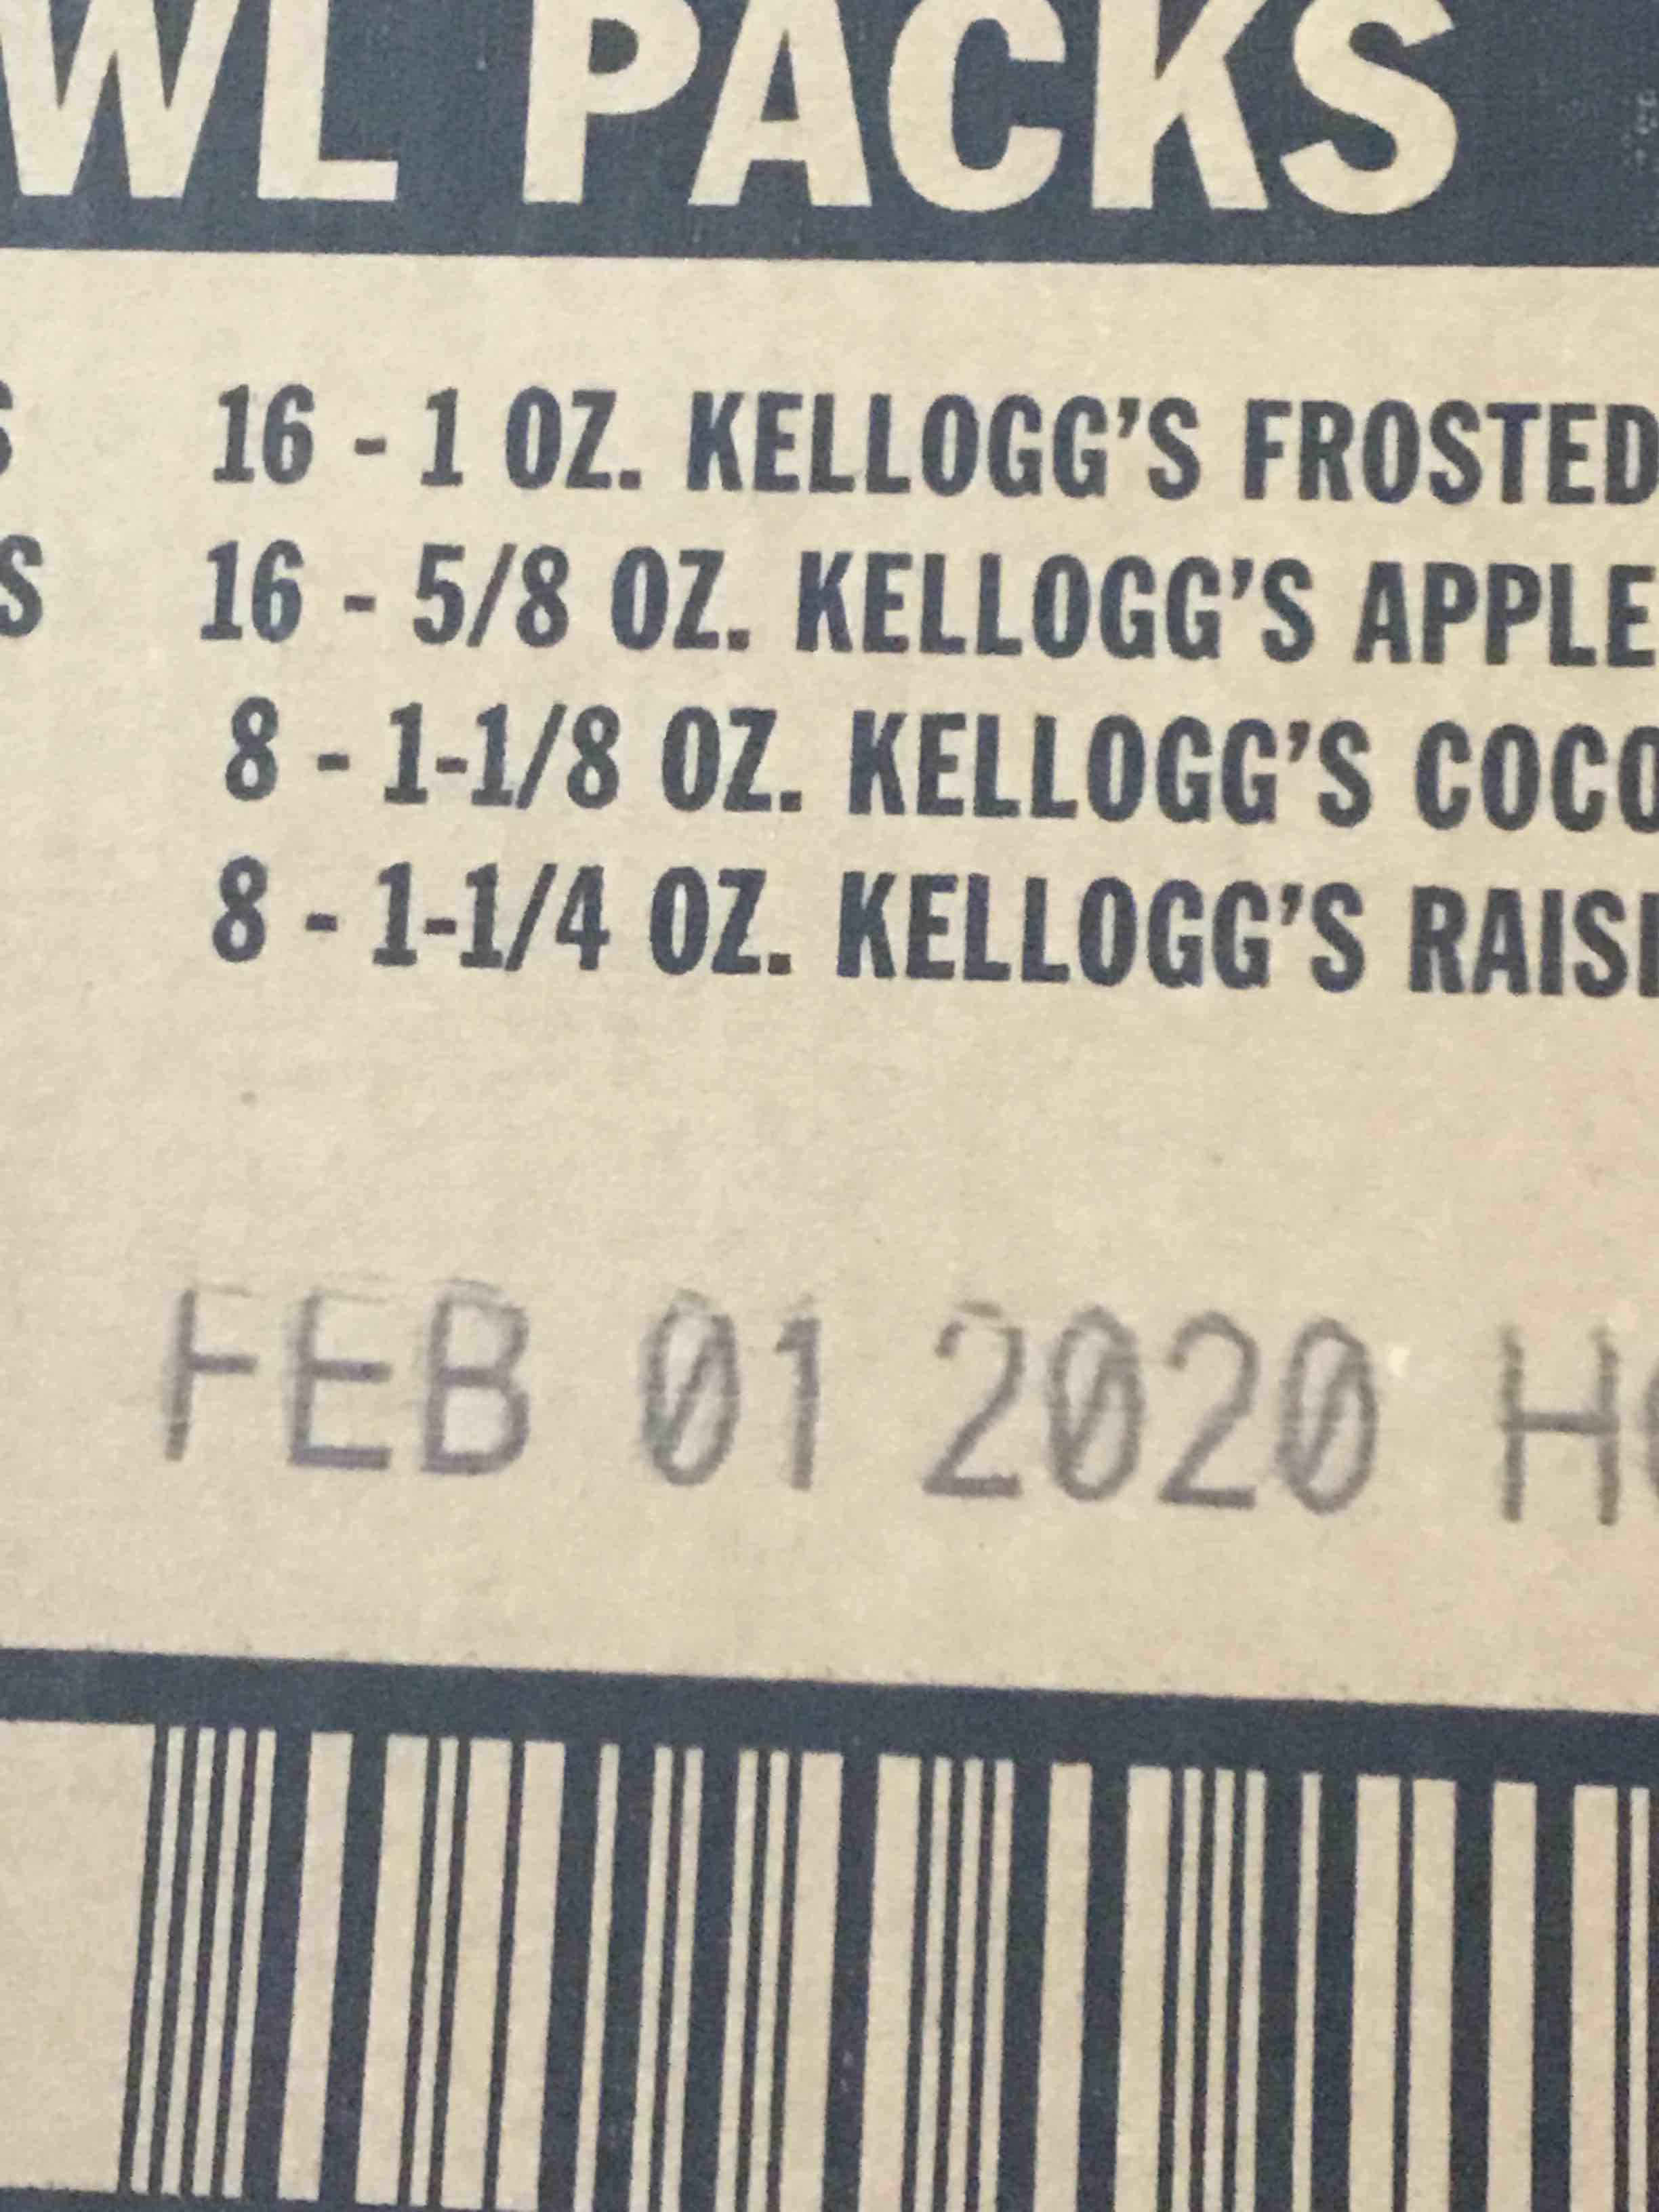 WL PACKS
S 16 - 1 OZ. KELLOGG'S FROSTED
S 16 - 5/8 OZ. KELLOGG'S APPLE
8 - 1-1/8 OZ. KELLOGG'S COCO
8 - 1-1/4 OZ. KELLOGG'S RAISI
FEB 01 2020 H